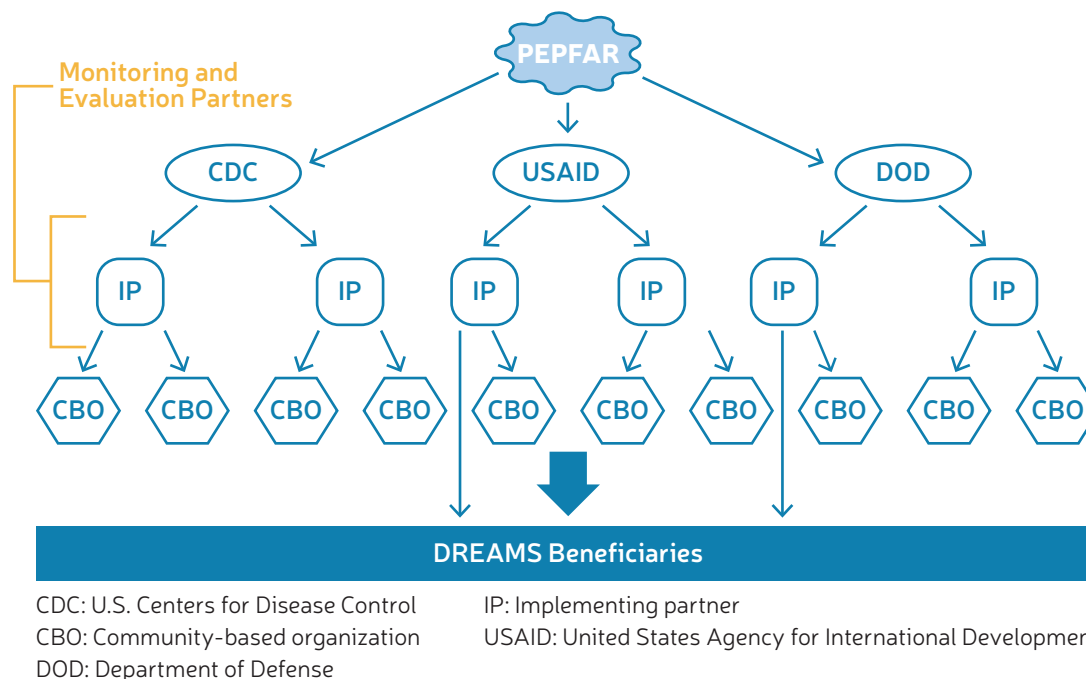 PEPFAR
Monitoring and
Evaluation Partners
CDC
USAID
DOD
IP
IP
IP
IP
IP
IP
CBO
CBO
CBO
CBO
CBO
CBO
CBO
CBO
CBO
CBO
DREAMS Beneficiaries
CDC: U.S. Centers for Disease Control
IP: Implementing partner
CBO: Community-based organization
USAID: United States Agency for International Developmen
DOD: Department of Defense